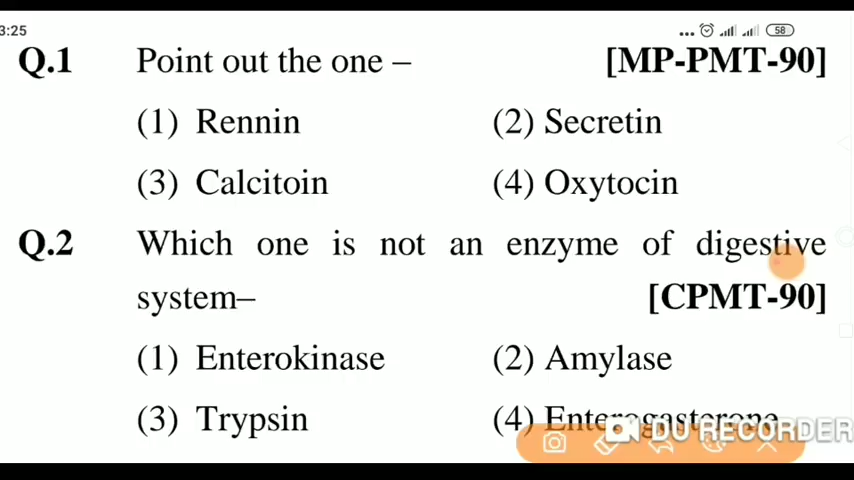 3:25 58
Q.1 Point out the one – [MP-PMT-90]
(1) Rennin (2) Secretin
(3) Calcitoin (4) Oxytocin
Q.2 Which one is not an enzyme of digestive
system– [CPMT-90]
(1) Enterokinase (2) Amylase
(3) Trypsin (4) Enterogasterone
DU RECORDER